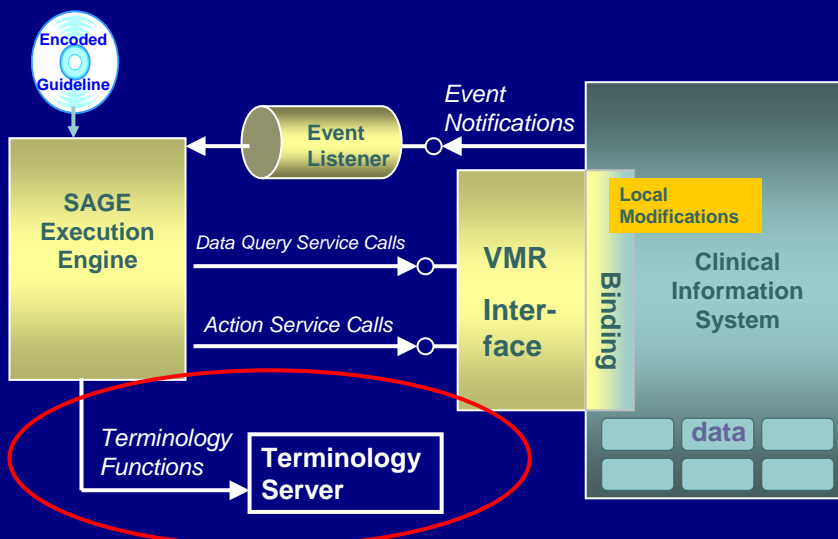 Encoded
Guideline
Event
Notifications
Event
Listener
SAGE
Execution
Engine
Local
Modifications
Data Query Service Calls
VMR
Inter-
face
Binding
Clinical
Information
System
Action Service Calls
data
Terminology
Functions
Terminology
Server